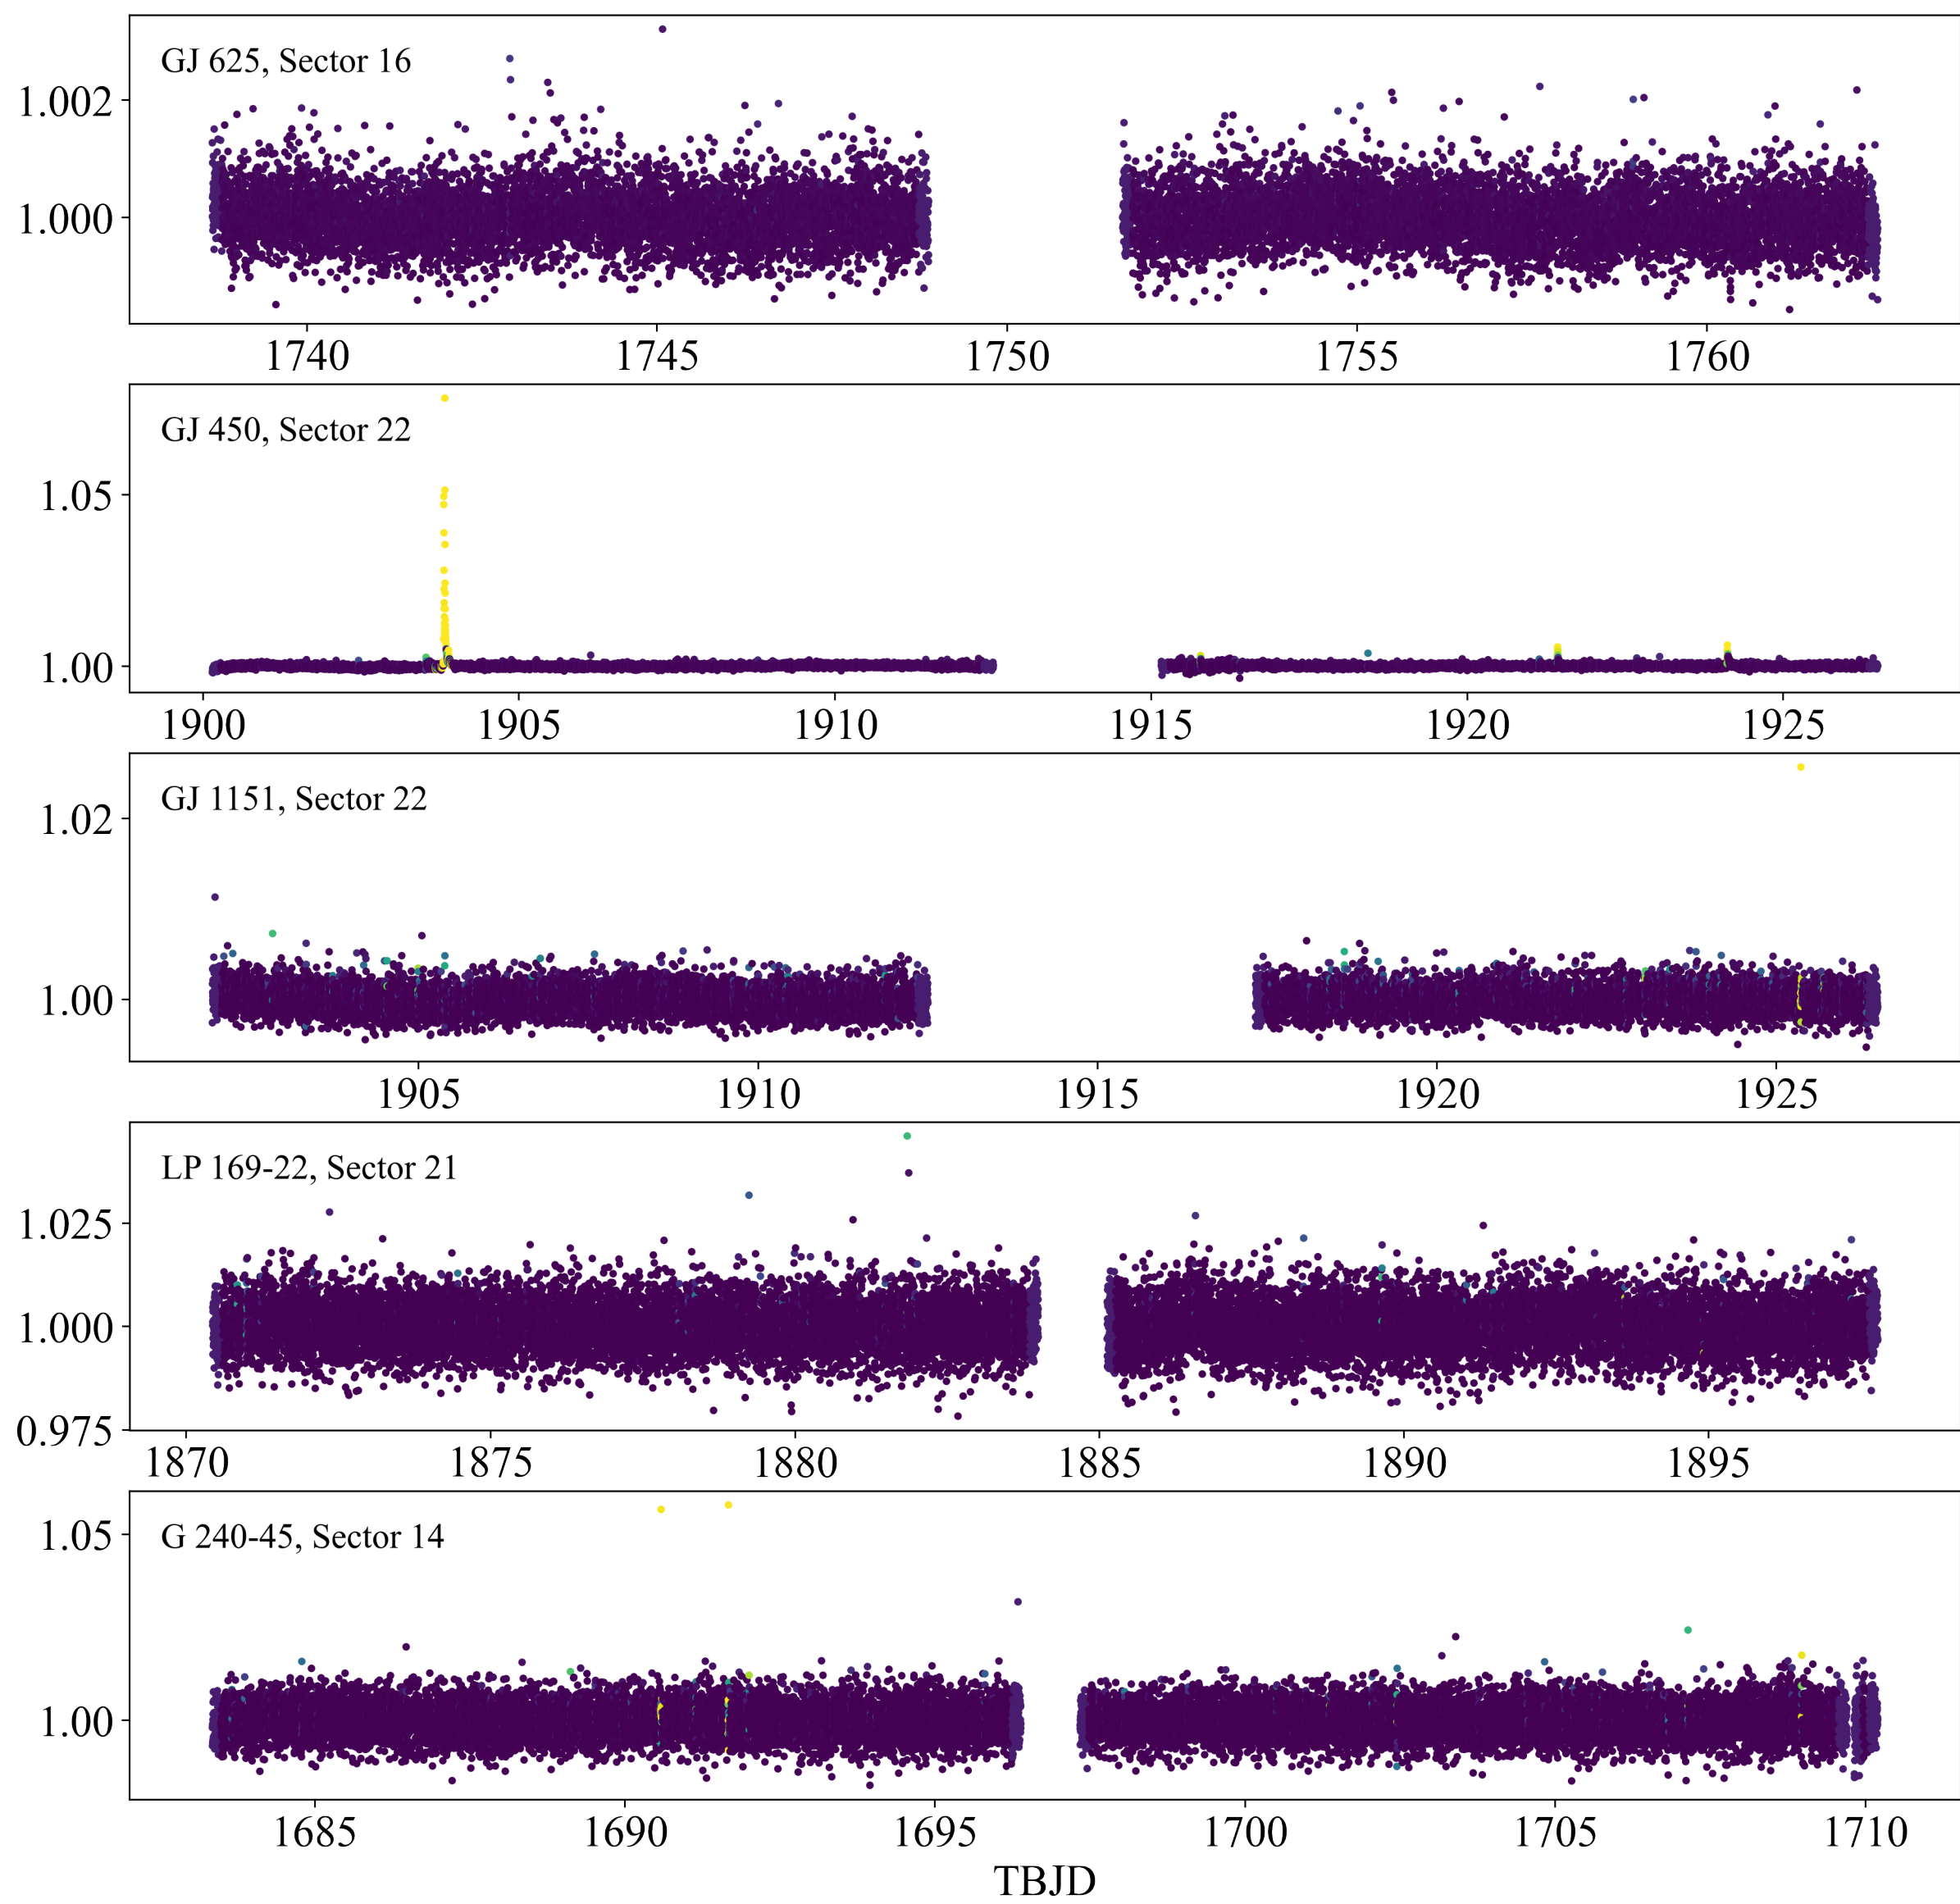 GJ 625, Sector 16
1.002
1.000
1740 1745 1750 1755 1760
GJ 450, Sector 22
1.05
1.00
1900 1905 1910 1915 1920 1925
GJ 1151, Sector 22
1.02
1.00
1905 1910 1915 1920 1925
LP 169-22, Sector 21
1.025
1.000
0.975
1870 1875 1880 1885 1890 1895
G 240-45, Sector 14
1.05
1.00
1685 1690 1695 1700 1705 1710
TBJD